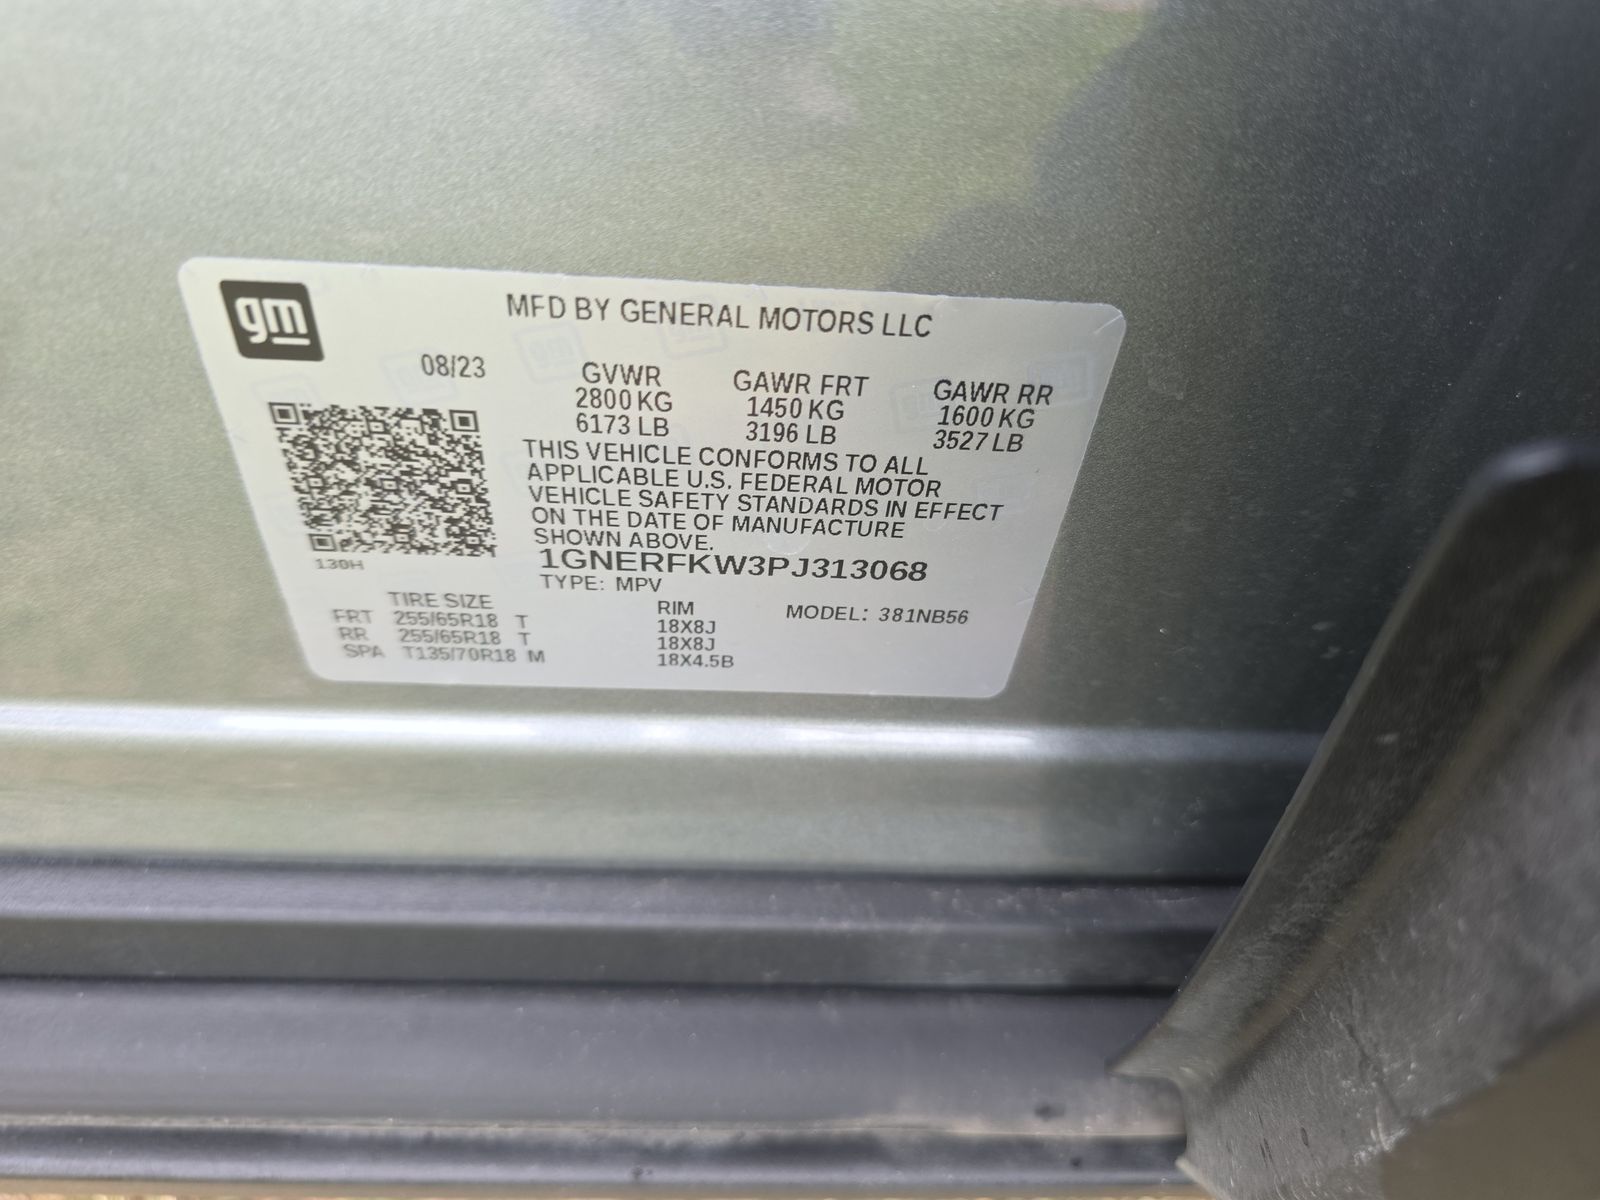 gm
MFD BY GENERAL MOTORS LLC
08/23
GVWR GAWR FRT GAWR RR
2800 KG 1450 KG 1600 KG
6173 LB 3196 LB 3527 LB
THIS VEHICLE CONFORMS TO ALL
APPLICABLE U.S. FEDERAL MOTOR
VEHICLE SAFETY STANDARDS IN EFFECT
ON THE DATE OF MANUFACTURE
SHOWN ABOVE.
1GNERFKW3PJ313068
130H
TYPE: MPV
TIRE SIZE RIM MODEL: 381NB56
FRT 255/65R18 T 18X8J
RR 255/65R18 T 18X8J
SPA T135/70R18 M 18X4.5B